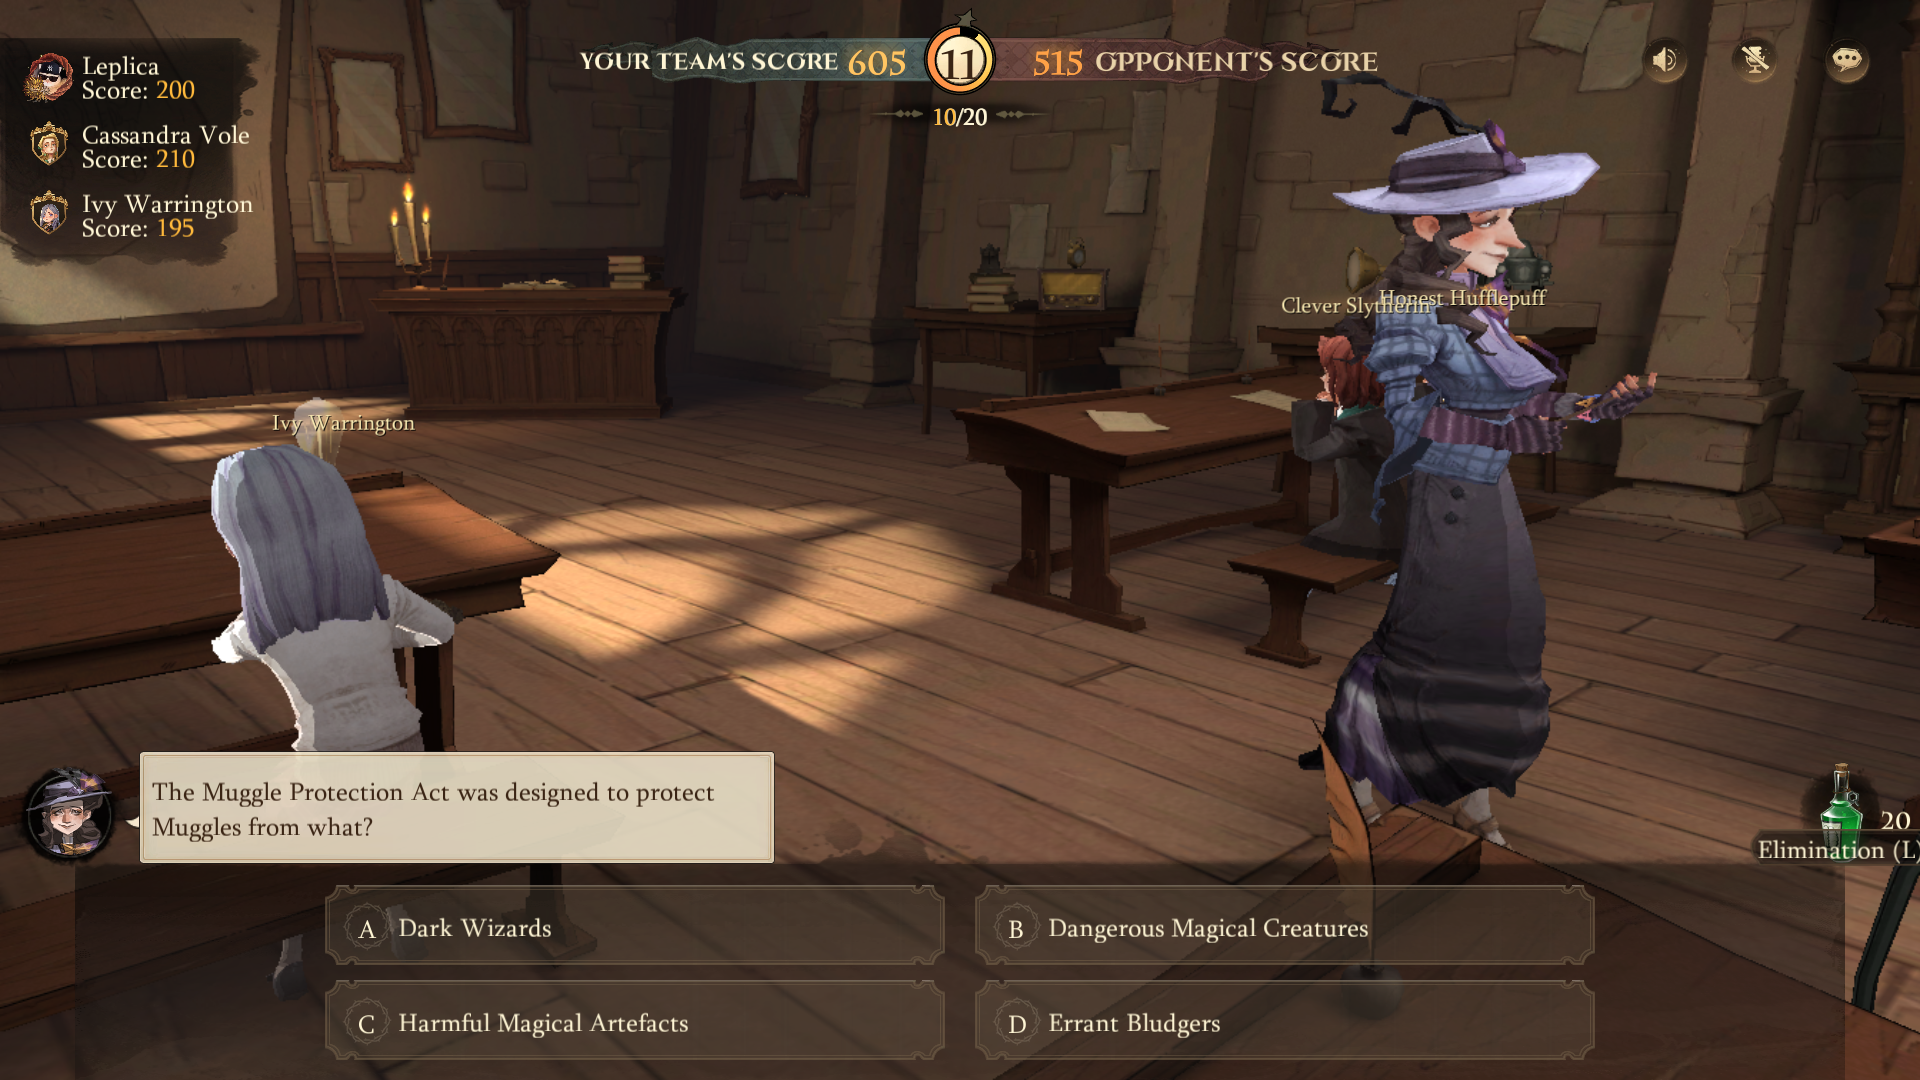 Leplica
Score: 200
Cassandra Vole
Score: 210
Ivy Warrington
Score: 195
YOUR TEAM'S SCORE 605 11 515 OPPONENT'S SCORE
10/20
Clever Slytherin
Honest Hufflepuff
Ivy Warrington
The Muggle Protection Act was designed to protect
Muggles from what?
20
Elimination (L)
A Dark Wizards
B Dangerous Magical Creatures
C Harmful Magical Artefacts
D Errant Bludgers